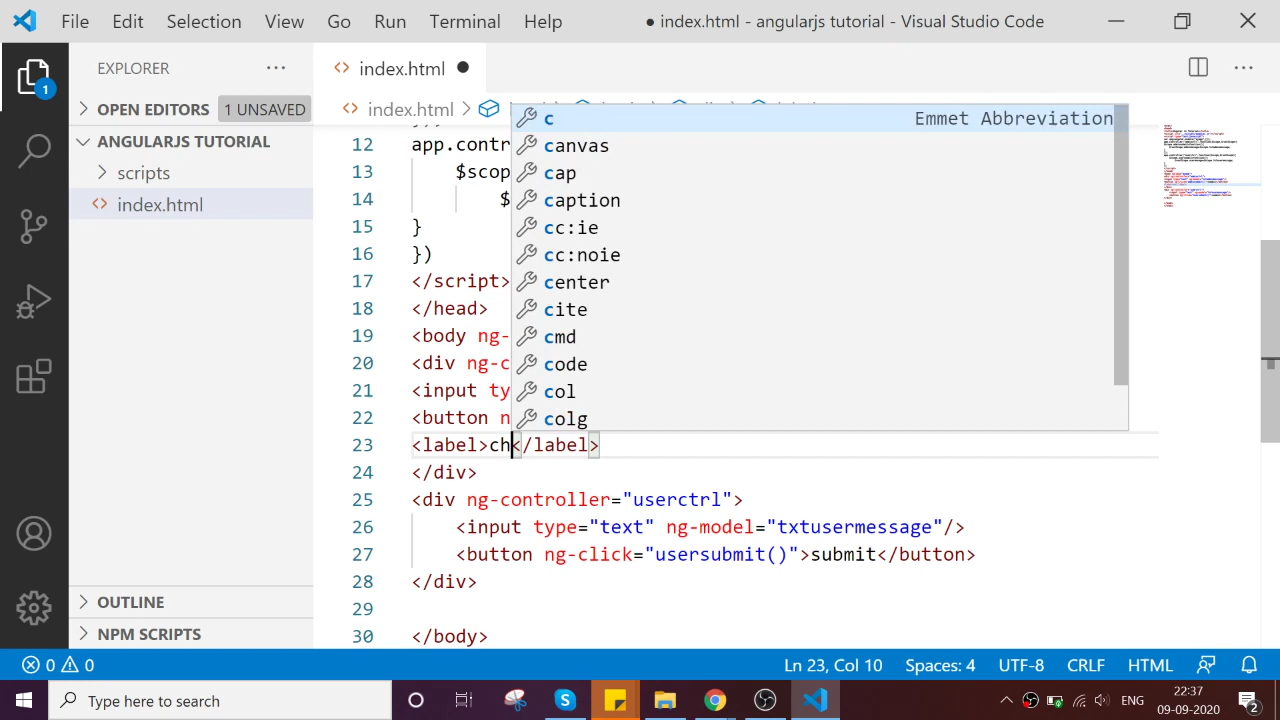 File Edit Selection View Go Run Terminal Help ● index.html - angularjs tutorial - Visual Studio Code
EXPLORER ···
index.html ●
OPEN EDITORS 1 UNSAVED
index.html
ANGULARJS TUTORIAL
scripts
index.html
1
c Emmet Abbreviation
canvas
cap
caption
cc:ie
cc:noie
center
cite
cmd
code
col
colg
12 app.contr
13 $scop
14 $
15 }
16 })
17 </script>
18 </head>
19 <body ng-
20 <div ng-c
21 <input ty
22 <button n
23 <label>ch</label>
24 </div>
25 <div ng-controller="userctrl">
26 <input type="text" ng-model="txtusermessage"/>
27 <button ng-click="usersubmit()">submit</button>
28 </div>
29
30 </body>
OUTLINE
NPM SCRIPTS
0 0 Ln 23, Col 10 Spaces: 4 UTF-8 CRLF HTML
Type here to search
ENG
22:37
09-09-2020
2